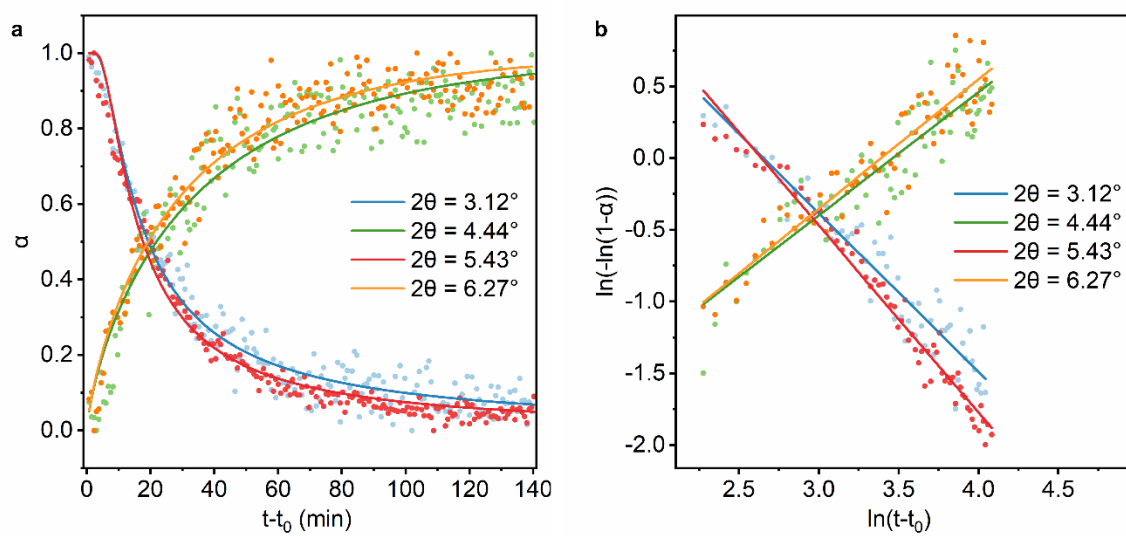 a
1.0
0.8
0.6
0.4
0.2
0.0
α
0 20 40 60 80 100 120 140
t-t₀ (min)
2θ = 3.12°
2θ = 4.44°
2θ = 5.43°
2θ = 6.27°
b
0.5
0.0
-0.5
-1.0
-1.5
-2.0
ln(-ln(1-α))
2.5 3.0 3.5 4.0 4.5
ln(t-t₀)
2θ = 3.12°
2θ = 4.44°
2θ = 5.43°
2θ = 6.27°